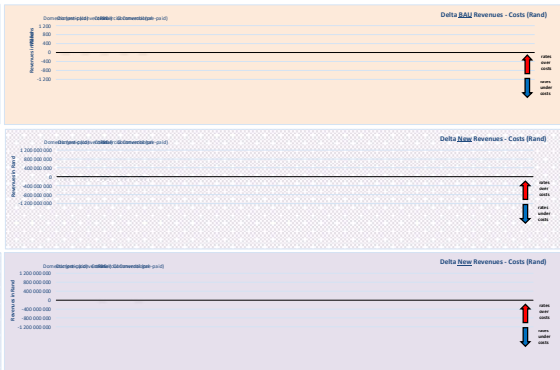 Delta BAU Revenues - Costs (Rand)
1 200
800
400
0
-400
-800
-1 200
rates
over
costs
rates
under
costs
Delta New Revenues - Costs (Rand)
Revenues in Rand
1 200 000 000
800 000 000
400 000 000
0
-400 000 000
-800 000 000
-1 200 000 000
rates
over
costs
rates
under
costs
Delta New Revenues - Costs (Rand)
Revenues in Rand
1 200 000 000
800 000 000
400 000 000
0
-400 000 000
-800 000 000
-1 200 000 000
rates
over
costs
rates
under
costs